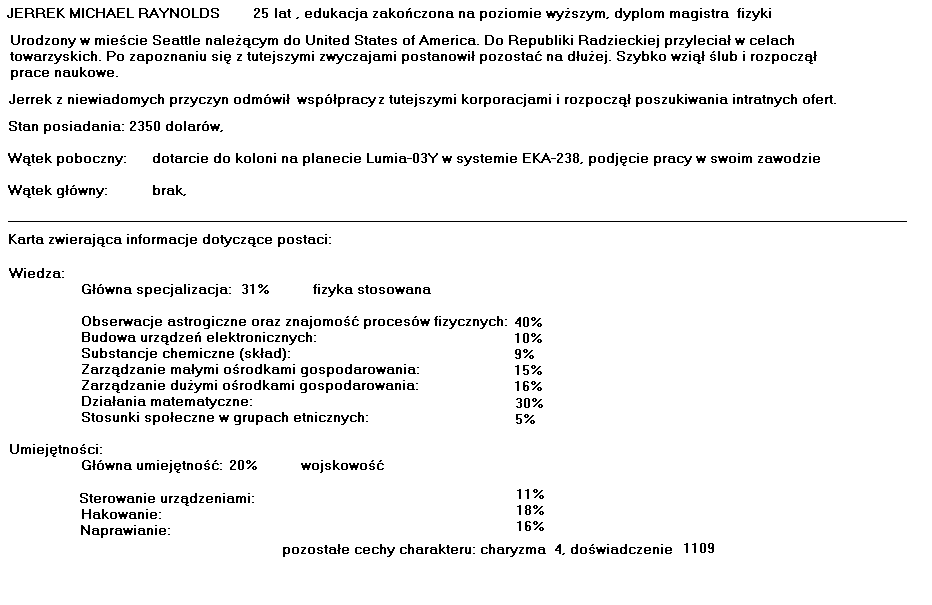 JERREK MICHAEL RAYNOLDS 25 lat , edukacja zakończona na poziomie wyższym, dyplom magistra fizyki
Urodzony w mieście Seattle należącym do United States of America. Do Republiki Radzieckiej przyleciał w celach
towarzyskich. Po zapoznaniu się z tutejszymi zwyczajami postanowił pozostać na dłużej. Szybko wziął ślub i rozpoczął
prace naukowe.
Jerrek z niewiadomych przyczyn odmówił współpracy z tutejszymi korporacjami i rozpoczął poszukiwania intratnych ofert.
Stan posiadania: 2350 dolarów,
Wątek poboczny: dotarcie do koloni na planecie Lumia-03Y w systemie EKA-238, podjęcie pracy w swoim zawodzie
Wątek główny: brak,
Karta zwierająca informacje dotyczące postaci:
Wiedza:
Główna specjalizacja: 31% fizyka stosowana
Obserwacje astrogiczne oraz znajomość procesów fizycznych: 40%
Budowa urządzeń elektronicznych: 10%
Substancje chemiczne (skład): 9%
Zarządzanie małymi ośrodkami gospodarowania: 15%
Zarządzanie dużymi ośrodkami gospodarowania: 16%
Działania matematyczne: 30%
Stosunki społeczne w grupach etnicznych: 5%
Umiejętności:
Główna umiejętność: 20% wojskowość
Sterowanie urządzeniami: 11%
Hakowanie: 18%
Naprawianie: 16%
pozostałe cechy charakteru: charyzma 4, doświadczenie 1109